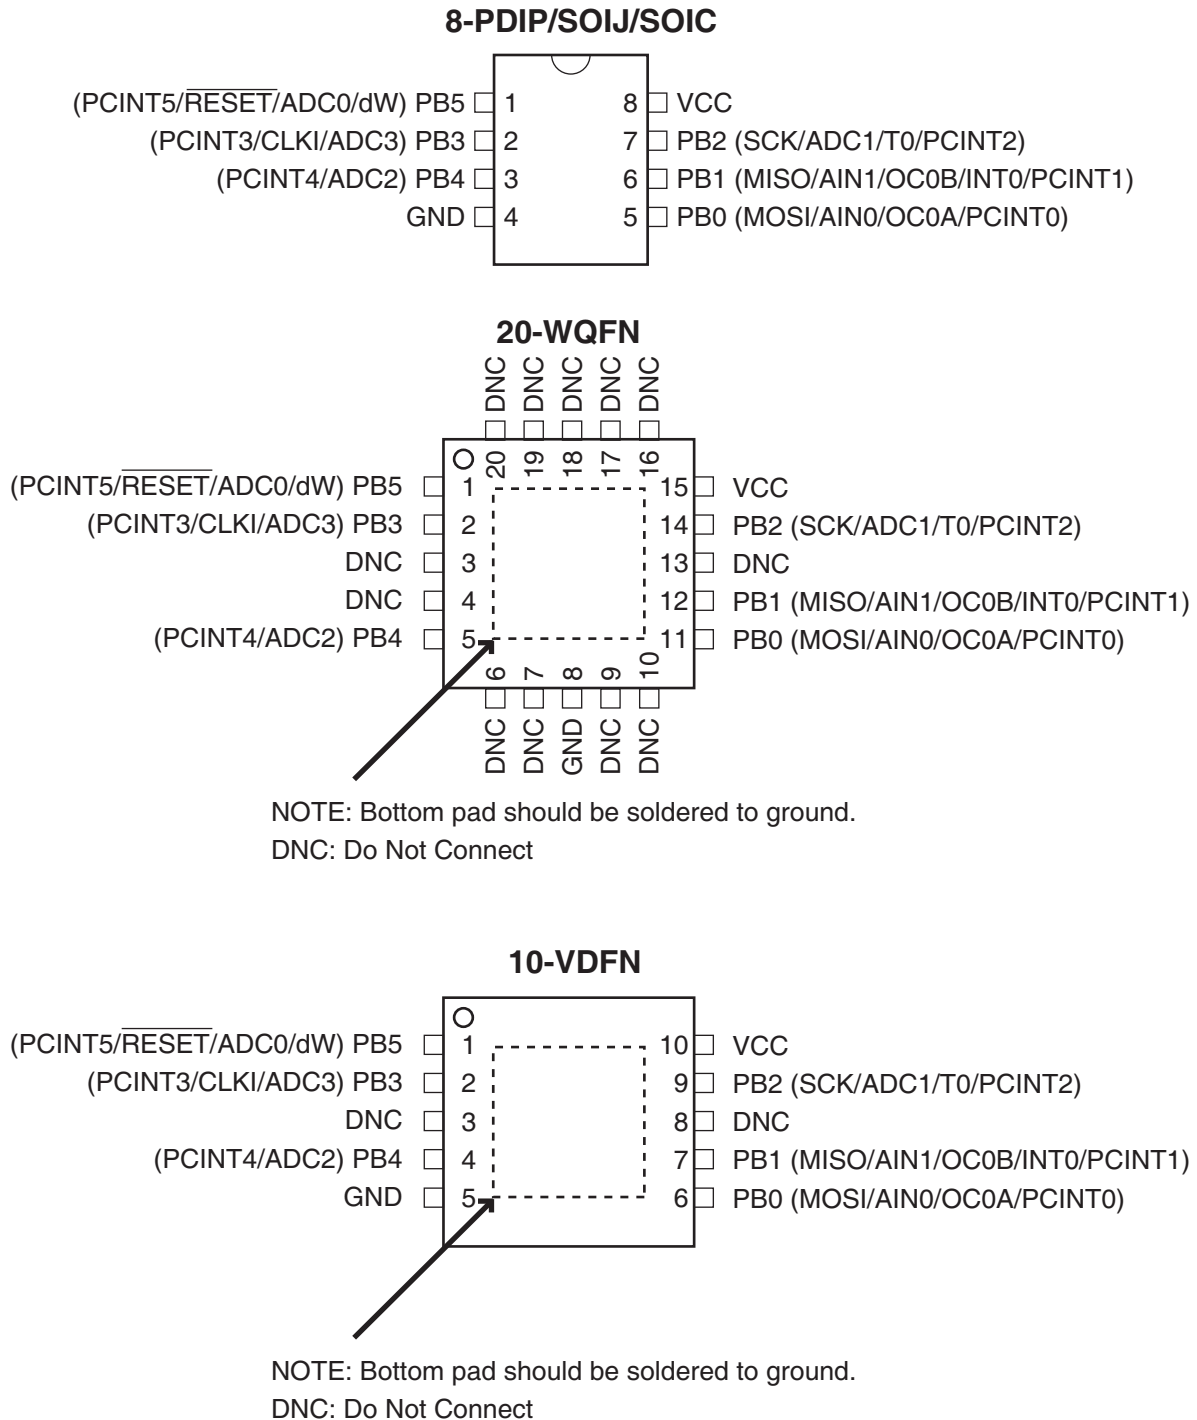 8-PDIP/SOIJ/SOIC
(PCINT5/RESET/ADC0/dW) PB5 1 8 VCC
(PCINT3/CLKI/ADC3) PB3 2 7 PB2 (SCK/ADC1/T0/PCINT2)
(PCINT4/ADC2) PB4 3 6 PB1 (MISO/AIN1/OC0B/INT0/PCINT1)
GND 4 5 PB0 (MOSI/AIN0/OC0A/PCINT0)
20-WQFN
DNC DNC DNC DNC DNC
20 19 18 17 16
(PCINT5/RESET/ADC0/dW) PB5 1 15 VCC
(PCINT3/CLKI/ADC3) PB3 2 14 PB2 (SCK/ADC1/T0/PCINT2)
DNC 3 13 DNC
DNC 4 12 PB1 (MISO/AIN1/OC0B/INT0/PCINT1)
(PCINT4/ADC2) PB4 5 11 PB0 (MOSI/AIN0/OC0A/PCINT0)
6 7 8 9 10
DNC DNC GND DNC DNC
NOTE: Bottom pad should be soldered to ground.
DNC: Do Not Connect
10-VDFN
(PCINT5/RESET/ADC0/dW) PB5 1 10 VCC
(PCINT3/CLKI/ADC3) PB3 2 9 PB2 (SCK/ADC1/T0/PCINT2)
DNC 3 8 DNC
(PCINT4/ADC2) PB4 4 7 PB1 (MISO/AIN1/OC0B/INT0/PCINT1)
GND 5 6 PB0 (MOSI/AIN0/OC0A/PCINT0)
NOTE: Bottom pad should be soldered to ground.
DNC: Do Not Connect